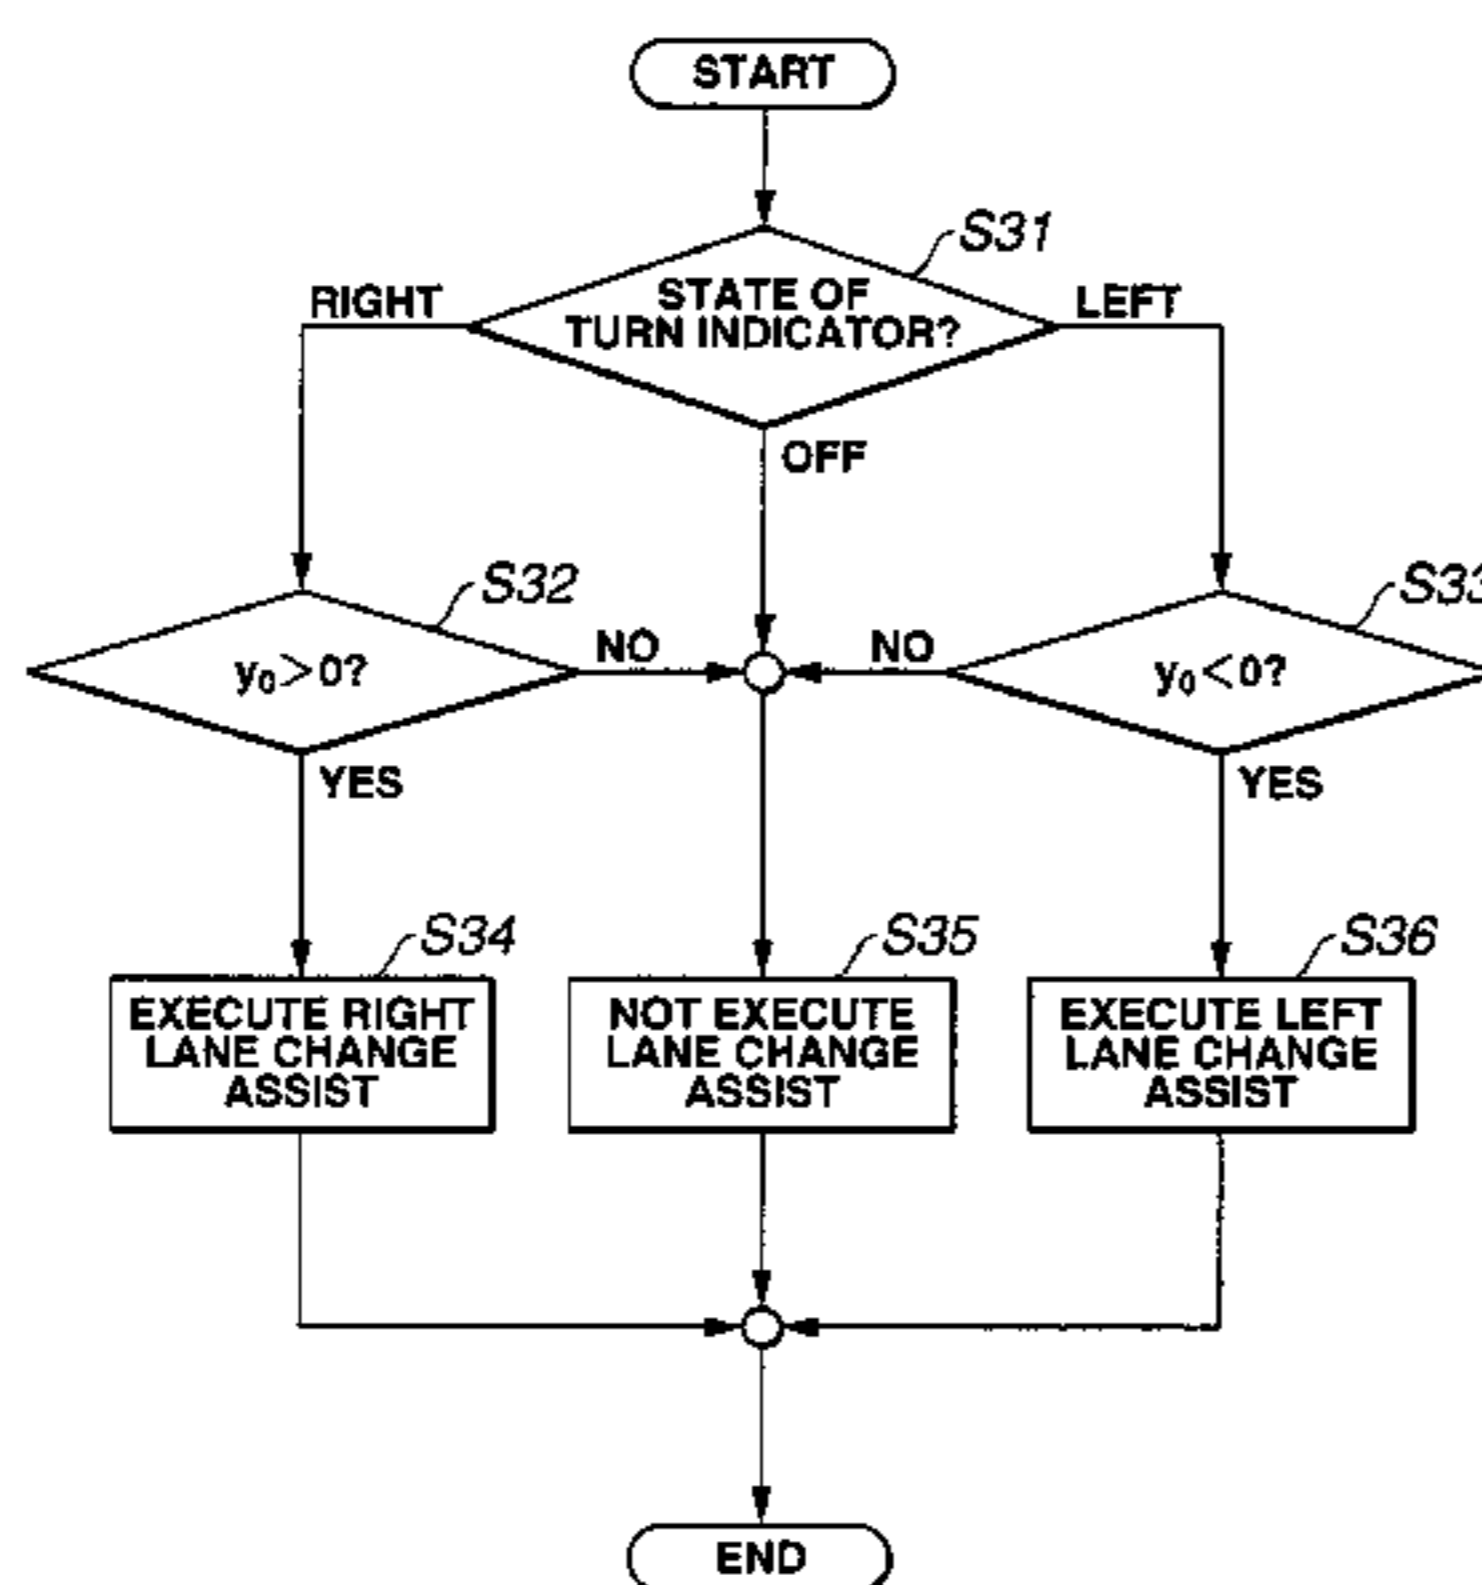 START
S31
RIGHT
STATE OF
TURN INDICATOR?
LEFT
OFF
S32
S33
y₀>0?
NO
NO
y₀<0?
YES
YES
S34
S35
S36
EXECUTE RIGHT
LANE CHANGE
ASSIST
NOT EXECUTE
LANE CHANGE
ASSIST
EXECUTE LEFT
LANE CHANGE
ASSIST
END